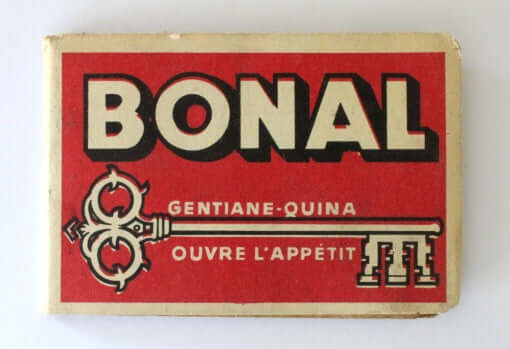 BONAL
GENTIANE-QUINA
OUVRE L'APPÉTIT